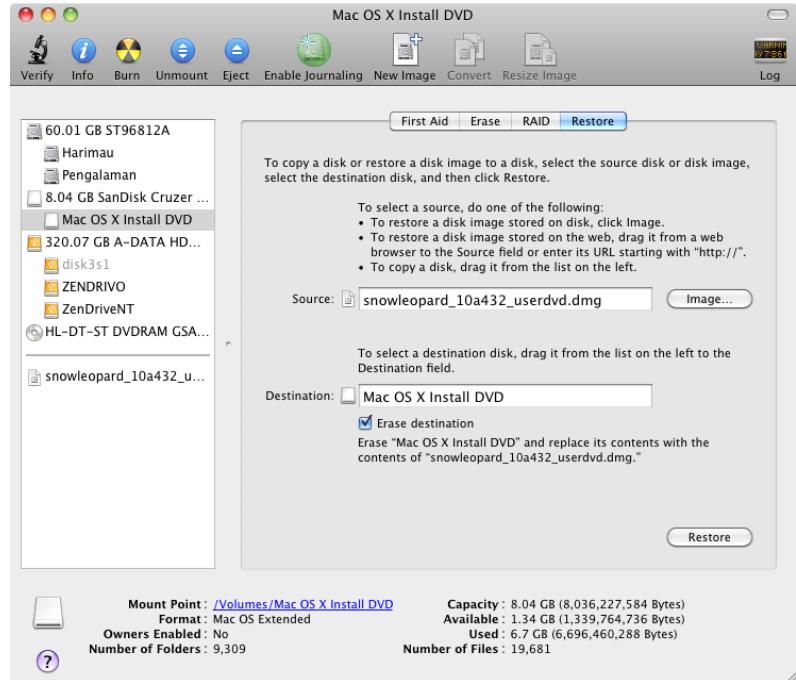 Mac OS X Install DVD
Verify Info Burn Unmount Eject Enable Journaling New Image Convert Resize Image Log
WARNIN
First Aid Erase RAID Restore
60.01 GB ST96812A
Harimau
Pengalaman
8.04 GB SanDisk Cruzer ...
Mac OS X Install DVD
320.07 GB A-DATA HD...
disk3s1
ZENDRIVO
ZenDriveNT
HL-DT-ST DVDRAM GSA...
snowleopard_10a432_u...
To copy a disk or restore a disk image to a disk, select the source disk or disk image,
select the destination disk, and then click Restore.
To select a source, do one of the following:
• To restore a disk image stored on disk, click Image.
• To restore a disk image stored on the web, drag it from a web
browser to the Source field or enter its URL starting with “http://”.
• To copy a disk, drag it from the list on the left.
Source: snowleopard_10a432_userdvd.dmg Image...
To select a destination disk, drag it from the list on the left to the
Destination field.
Destination: Mac OS X Install DVD
Erase destination
Erase “Mac OS X Install DVD” and replace its contents with the
contents of “snowleopard_10a432_userdvd.dmg.”
Restore
Mount Point : /Volumes/Mac OS X Install DVD
Format : Mac OS Extended
Owners Enabled : No
Number of Folders : 9,309
Capacity : 8.04 GB (8,036,227,584 Bytes)
Available : 1.34 GB (1,339,764,736 Bytes)
Used : 6.7 GB (6,696,460,288 Bytes)
Number of Files : 19,681
?